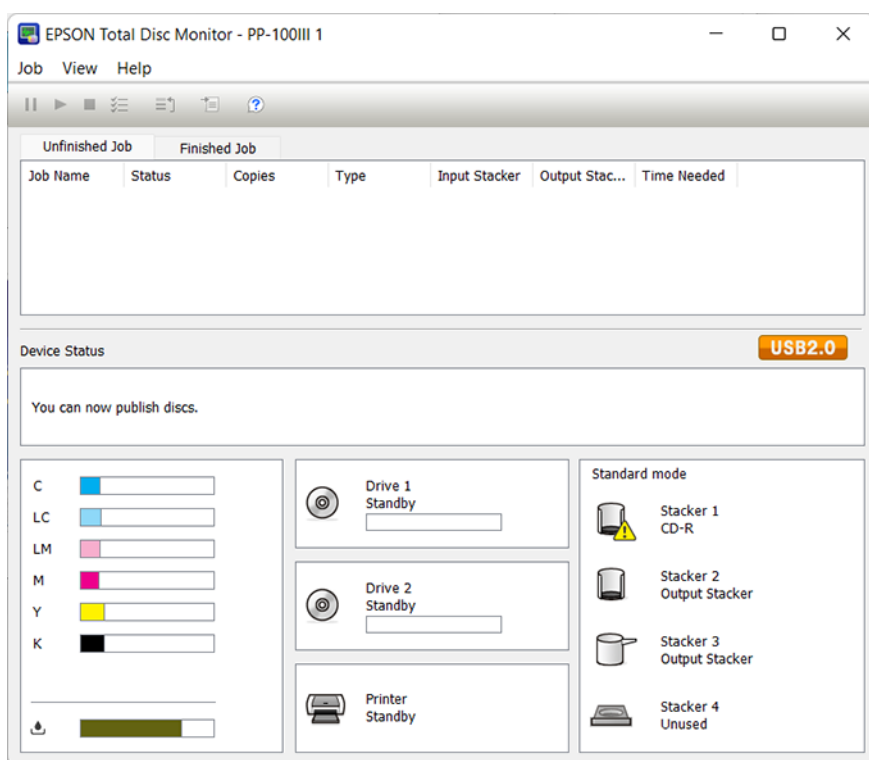 EPSON Total Disc Monitor - PP-100III 1
Job View Help
Unfinished Job Finished Job
Job Name Status Copies Type Input Stacker Output Stac... Time Needed
Device Status USB2.0
You can now publish discs.
C
LC
LM
M
Y
K
Drive 1
Standby
Drive 2
Standby
Printer
Standby
Standard mode
Stacker 1
CD-R
Stacker 2
Output Stacker
Stacker 3
Output Stacker
Stacker 4
Unused